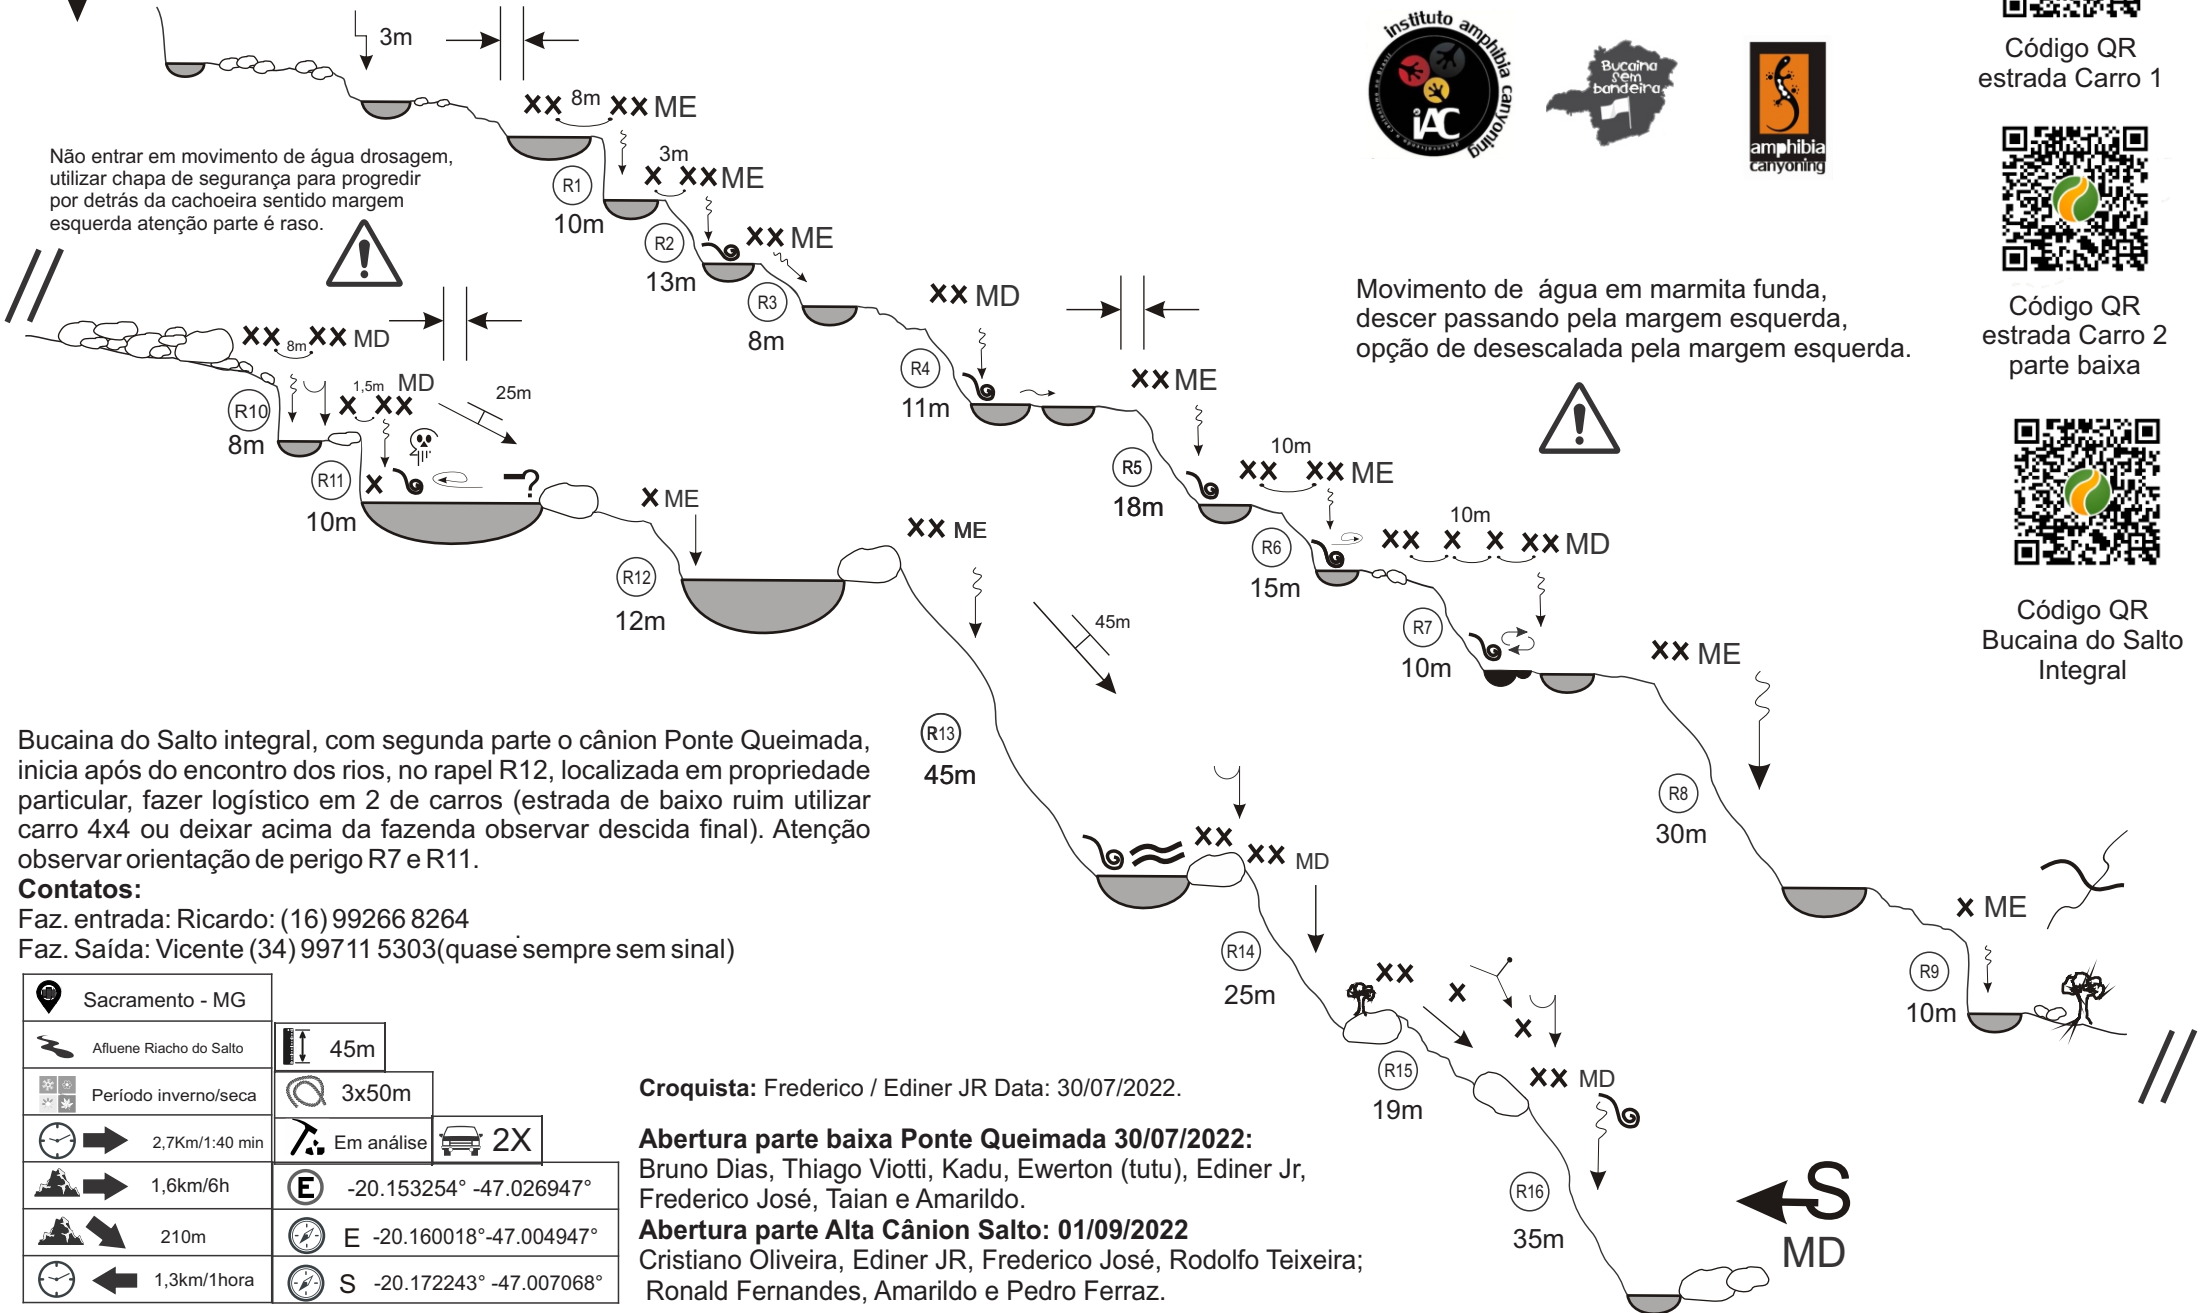 3m
8m
ME
3m
ME
R1
10m
ME
R2
13m
R3
8m
Não entrar em movimento de água drosagem,
utilizar chapa de segurança para progredir
por detrás da cachoeira sentido margem
esquerda atenção parte é raso.
instituto amphibia canyoning
iAC
Bucaina
sem
bandeira
amphibia
canyoning
Código QR
estrada Carro 1
Código QR
estrada Carro 2
parte baixa
Código QR
Bucaina do Salto
Integral
MD
R4
11m
ME
R5
18m
10m
ME
R6
15m
10m
MD
R7
10m
ME
R8
30m
ME
R9
10m
Movimento de água em marmita funda,
descer passando pela margem esquerda,
opção de desescalada pela margem esquerda.
8m
MD
R10
8m
1,5m
MD
25m
R11
10m
?
ME
R12
12m
ME
45m
R13
45m
MD
R14
25m
R15
19m
MD
R16
35m
S
MD
Bucaina do Salto integral, com segunda parte o cânion Ponte Queimada,
inicia após do encontro dos rios, no rapel R12, localizada em propriedade
particular, fazer logístico em 2 de carros (estrada de baixo ruim utilizar
carro 4x4 ou deixar acima da fazenda observar descida final). Atenção
observar orientação de perigo R7 e R11.
Contatos:
Faz. entrada: Ricardo: (16) 99266 8264
Faz. Saída: Vicente (34) 99711 5303(quase sempre sem sinal)
Sacramento - MG
Afluene Riacho do Salto
45m
Período inverno/seca
3x50m
2,7Km/1:40 min
Em análise
2X
1,6km/6h
E -20.153254° -47.026947°
210m
E -20.160018°-47.004947°
1,3km/1hora
S -20.172243° -47.007068°
Croquista: Frederico / Ediner JR Data: 30/07/2022.
Abertura parte baixa Ponte Queimada 30/07/2022:
Bruno Dias, Thiago Viotti, Kadu, Ewerton (tutu), Ediner Jr,
Frederico José, Taian e Amarildo.
Abertura parte Alta Cânion Salto: 01/09/2022
Cristiano Oliveira, Ediner JR, Frederico José, Rodolfo Teixeira;
Ronald Fernandes, Amarildo e Pedro Ferraz.